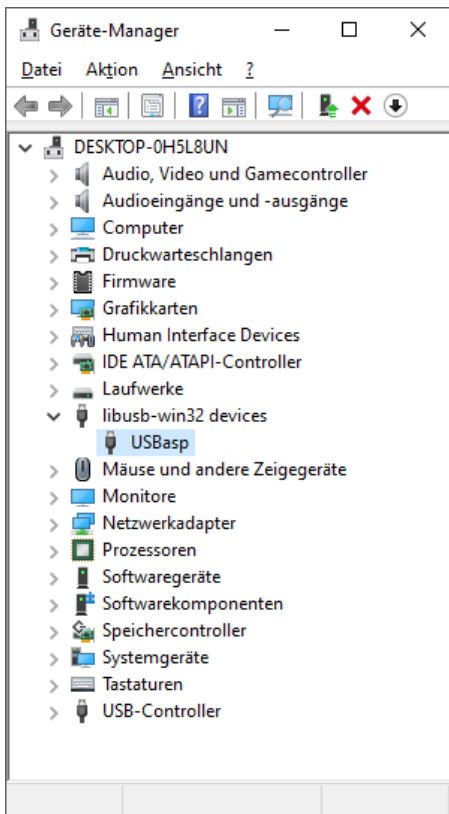 Geräte-Manager
Datei Aktion Ansicht ?
DESKTOP-0H5L8UN
Audio, Video und Gamecontroller
Audioeingänge und -ausgänge
Computer
Druckwarteschlangen
Firmware
Grafikkarten
Human Interface Devices
IDE ATA/ATAPI-Controller
Laufwerke
libusb-win32 devices
USBasp
Mäuse und andere Zeigegeräte
Monitore
Netzwerkadapter
Prozessoren
Softwaregeräte
Softwarekomponenten
Speichercontroller
Systemgeräte
Tastaturen
USB-Controller